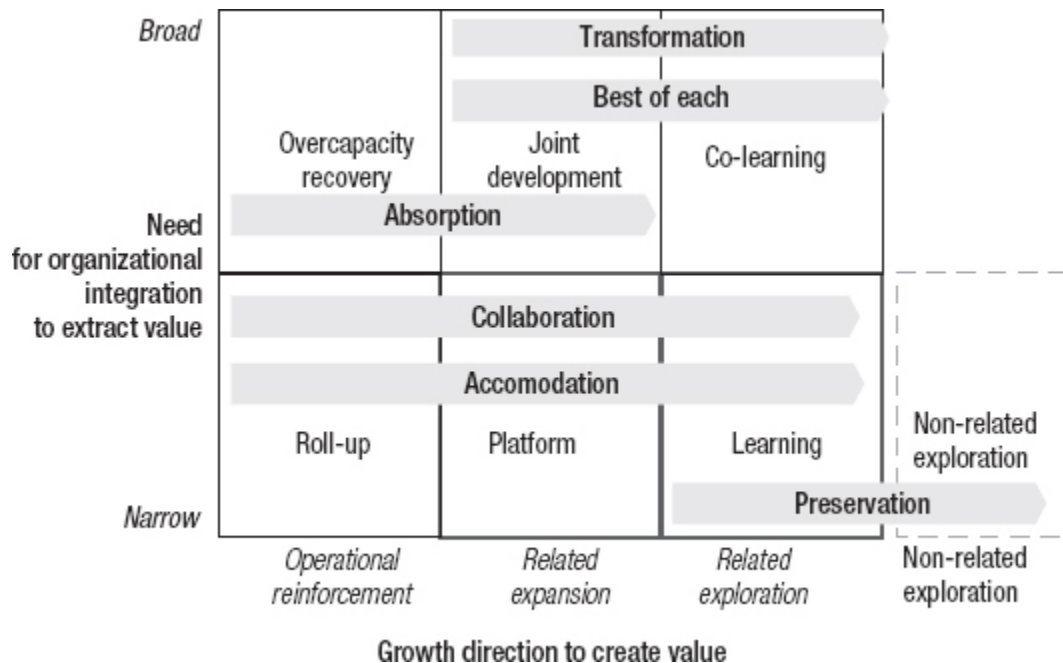 Broad
Transformation
Best of each
Overcapacity
recovery
Joint
development
Co-learning
Absorption
Need
for organizational
integration
to extract value
Collaboration
Accomodation
Roll-up
Platform
Learning
Non-related
exploration
Preservation
Narrow
Operational
reinforcement
Related
expansion
Related
exploration
Non-related
exploration
Growth direction to create value